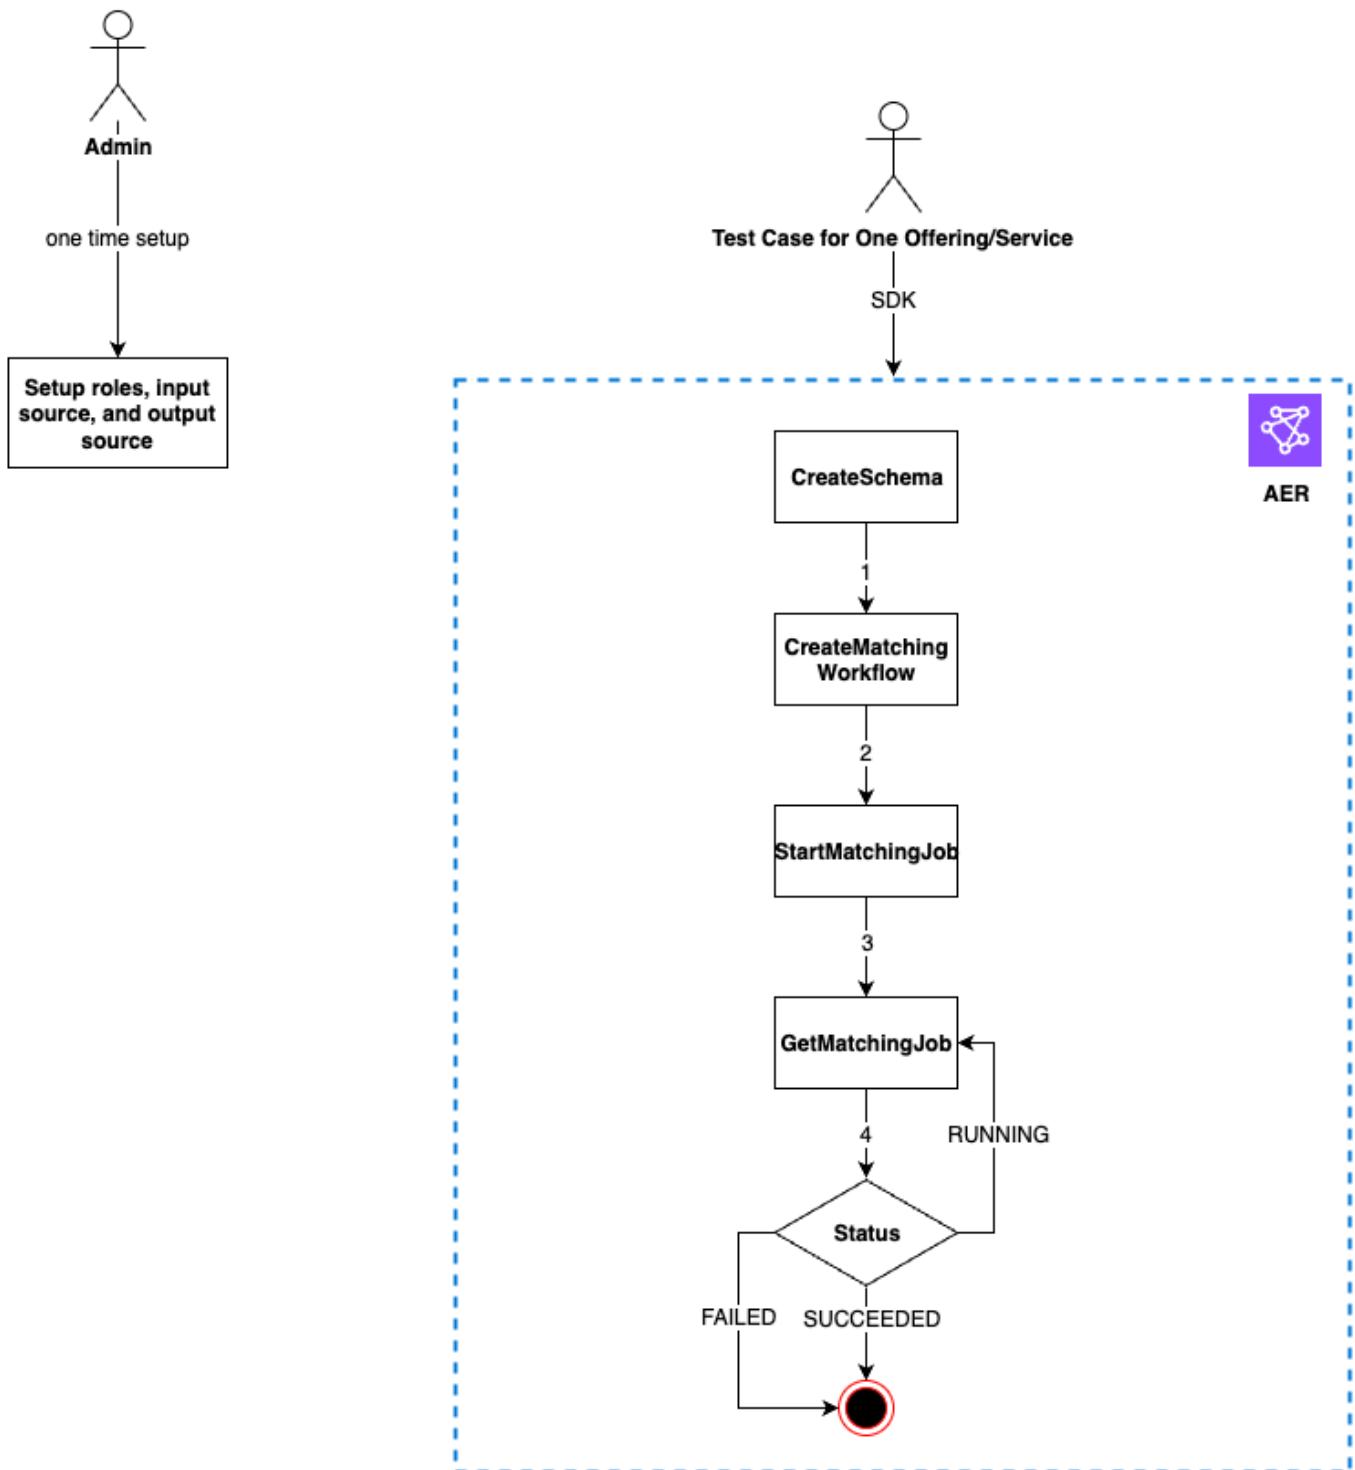 Admin
one time setup
Setup roles, input
source, and output
source
Test Case for One Offering/Service
SDK
AER
CreateSchema
1
CreateMatching
Workflow
2
StartMatchingJob
3
GetMatchingJob
4
RUNNING
Status
FAILED
SUCCEEDED